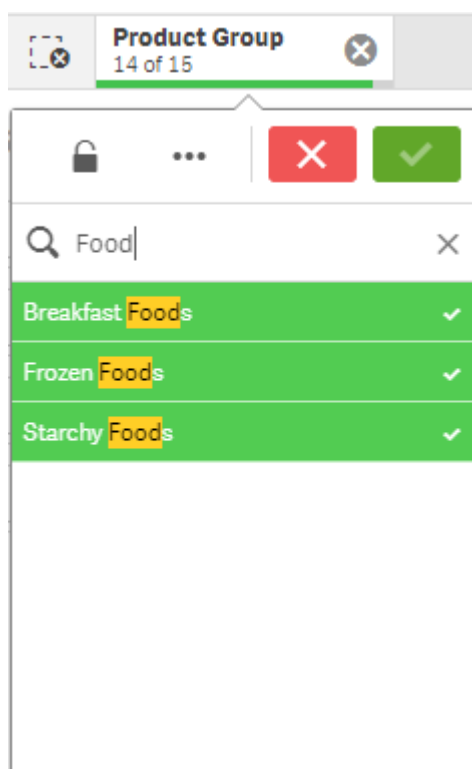 Product Group
14 of 15
Food
Breakfast Foods
Frozen Foods
Starchy Foods